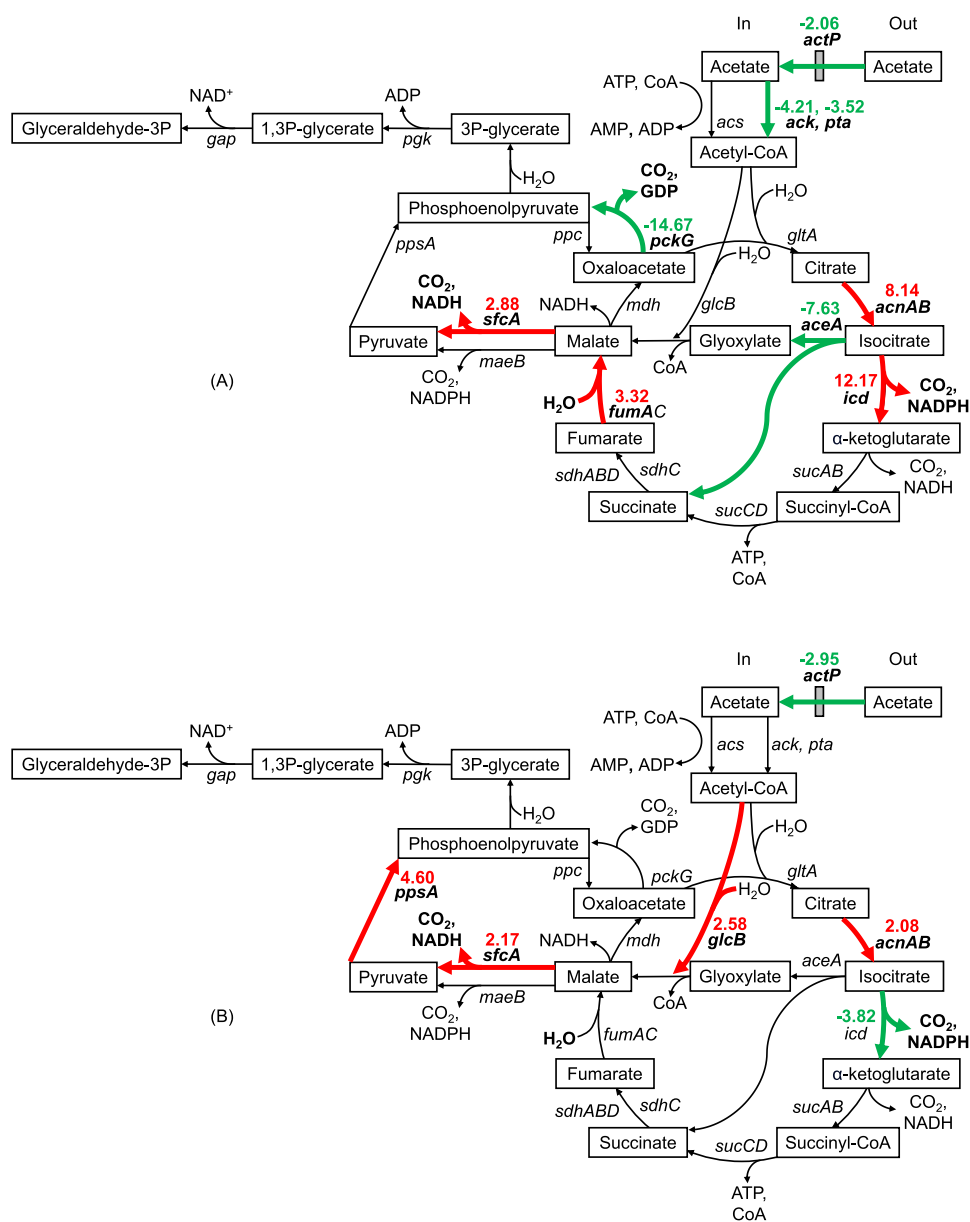 -2.06
In
actP
Out
Acetate
Acetate
NAD⁺
ADP
ATP, CoA
-4.21, -3.52
ack, pta
Glyceraldehyde-3P
1,3P-glycerate
3P-glycerate
AMP, ADP
acs
gap
pgk
Acetyl-CoA
H₂O
CO₂,
GDP
H₂O
Phosphoenolpyruvate
-14.67
pckG
ppsA
ppc
gltA
Oxaloacetate
H₂O
Citrate
CO₂,
NADH
2.88
sfcA
NADH
mdh
glcB
-7.63
aceA
8.14
acnAB
Pyruvate
Malate
Glyoxylate
Isocitrate
maeB
CoA
(A)
CO₂,
NADPH
H₂O
3.32
fumAC
12.17
icd
CO₂,
NADPH
Fumarate
α-ketoglutarate
sdhABD
sdhC
sucAB
CO₂,
NADH
Succinate
sucCD
Succinyl-CoA
ATP,
CoA
-2.95
In
actP
Out
Acetate
Acetate
NAD⁺
ADP
ATP, CoA
acs
ack, pta
Glyceraldehyde-3P
1,3P-glycerate
3P-glycerate
AMP, ADP
gap
pgk
Acetyl-CoA
H₂O
CO₂,
GDP
H₂O
Phosphoenolpyruvate
4.60
ppsA
ppc
pckG
gltA
Oxaloacetate
H₂O
Citrate
CO₂,
NADH
2.17
sfcA
NADH
mdh
2.58
glcB
2.08
acnAB
aceA
Pyruvate
Malate
Glyoxylate
Isocitrate
maeB
CoA
(B)
CO₂,
NADPH
H₂O
fumAC
-3.82
icd
CO₂,
NADPH
Fumarate
α-ketoglutarate
sdhABD
sdhC
sucAB
CO₂,
NADH
Succinate
sucCD
Succinyl-CoA
ATP,
CoA